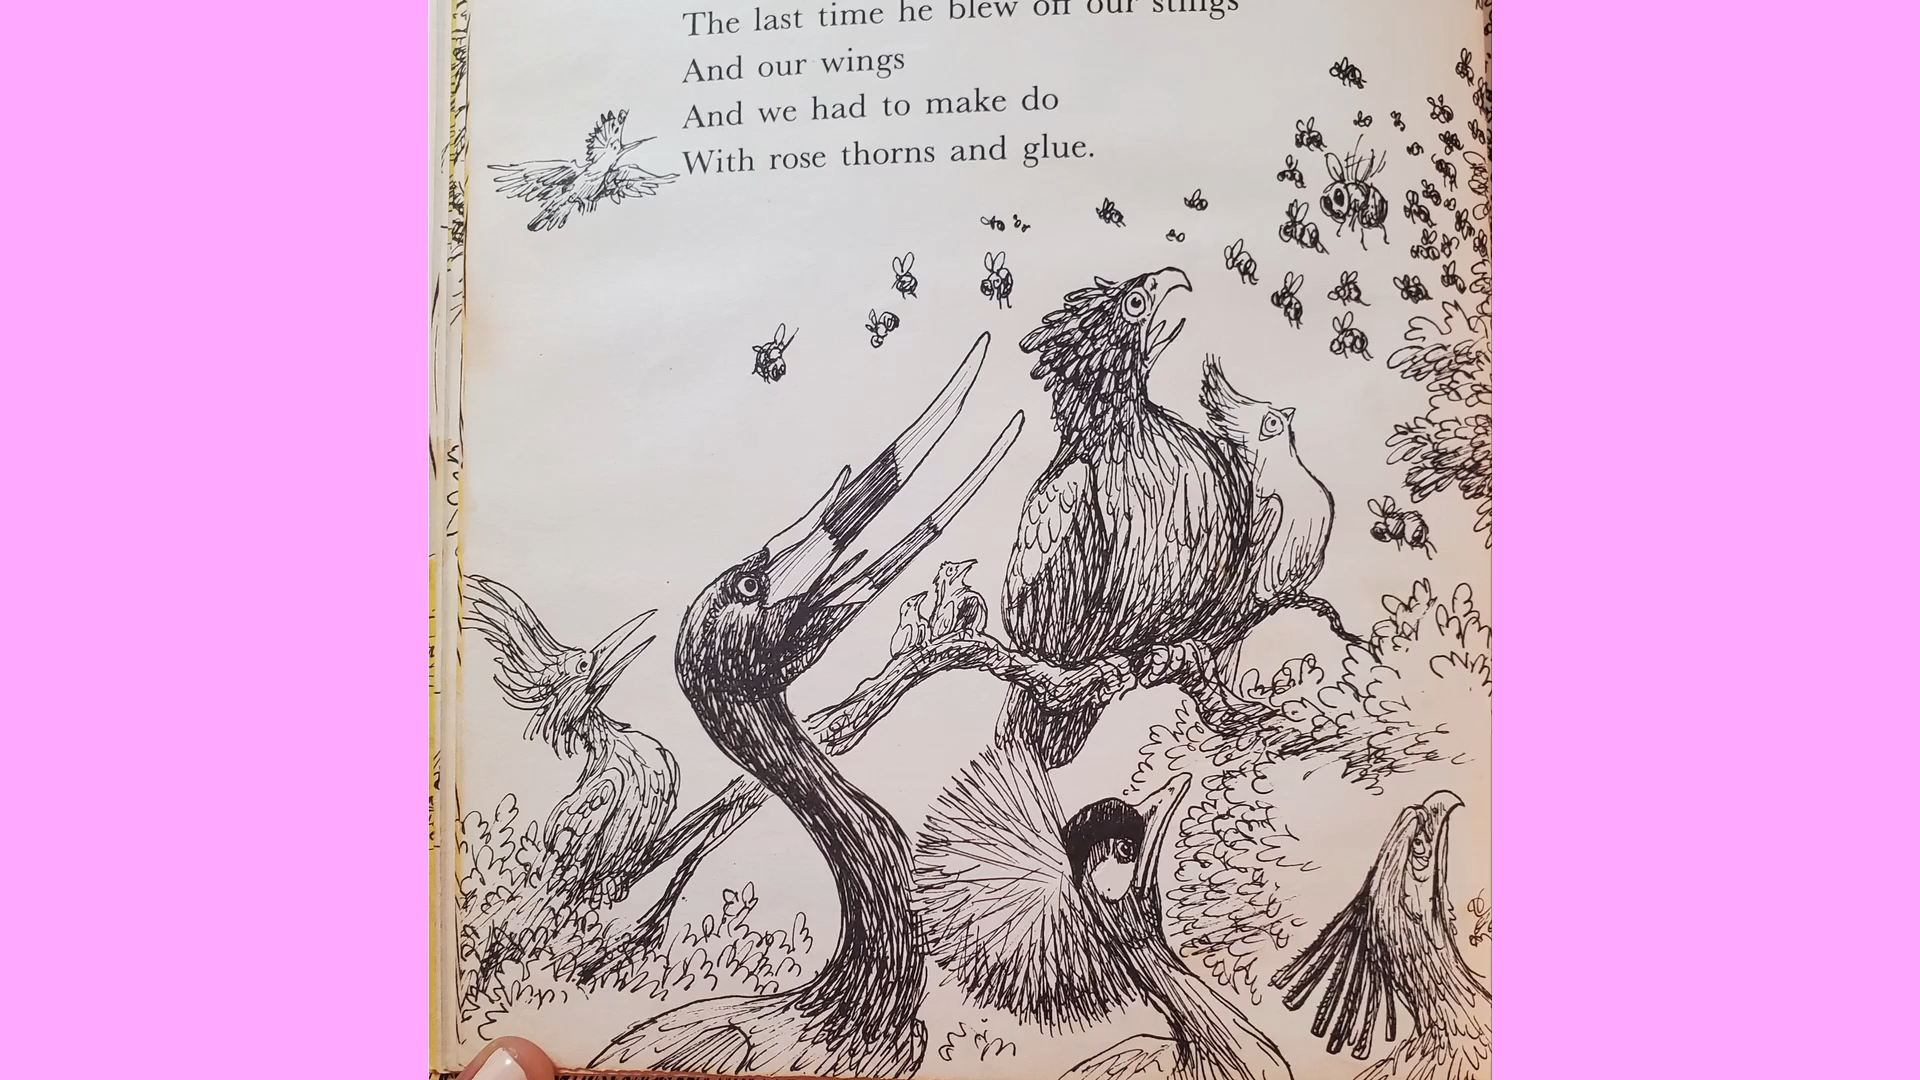 The last time he blew off our stings
And our wings
And we had to make do
With rose thorns and glue.